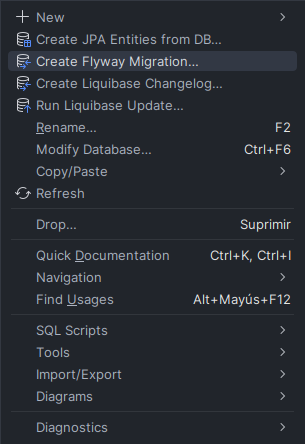 New
Create JPA Entities from DB...
Create Flyway Migration...
Create Liquibase Changelog...
Run Liquibase Update...
Rename... F2
Modify Database... Ctrl+F6
Copy/Paste
Refresh
Drop... Suprimir
Quick Documentation Ctrl+K, Ctrl+I
Navigation
Find Usages Alt+Mayús+F12
SQL Scripts
Tools
Import/Export
Diagrams
Diagnostics